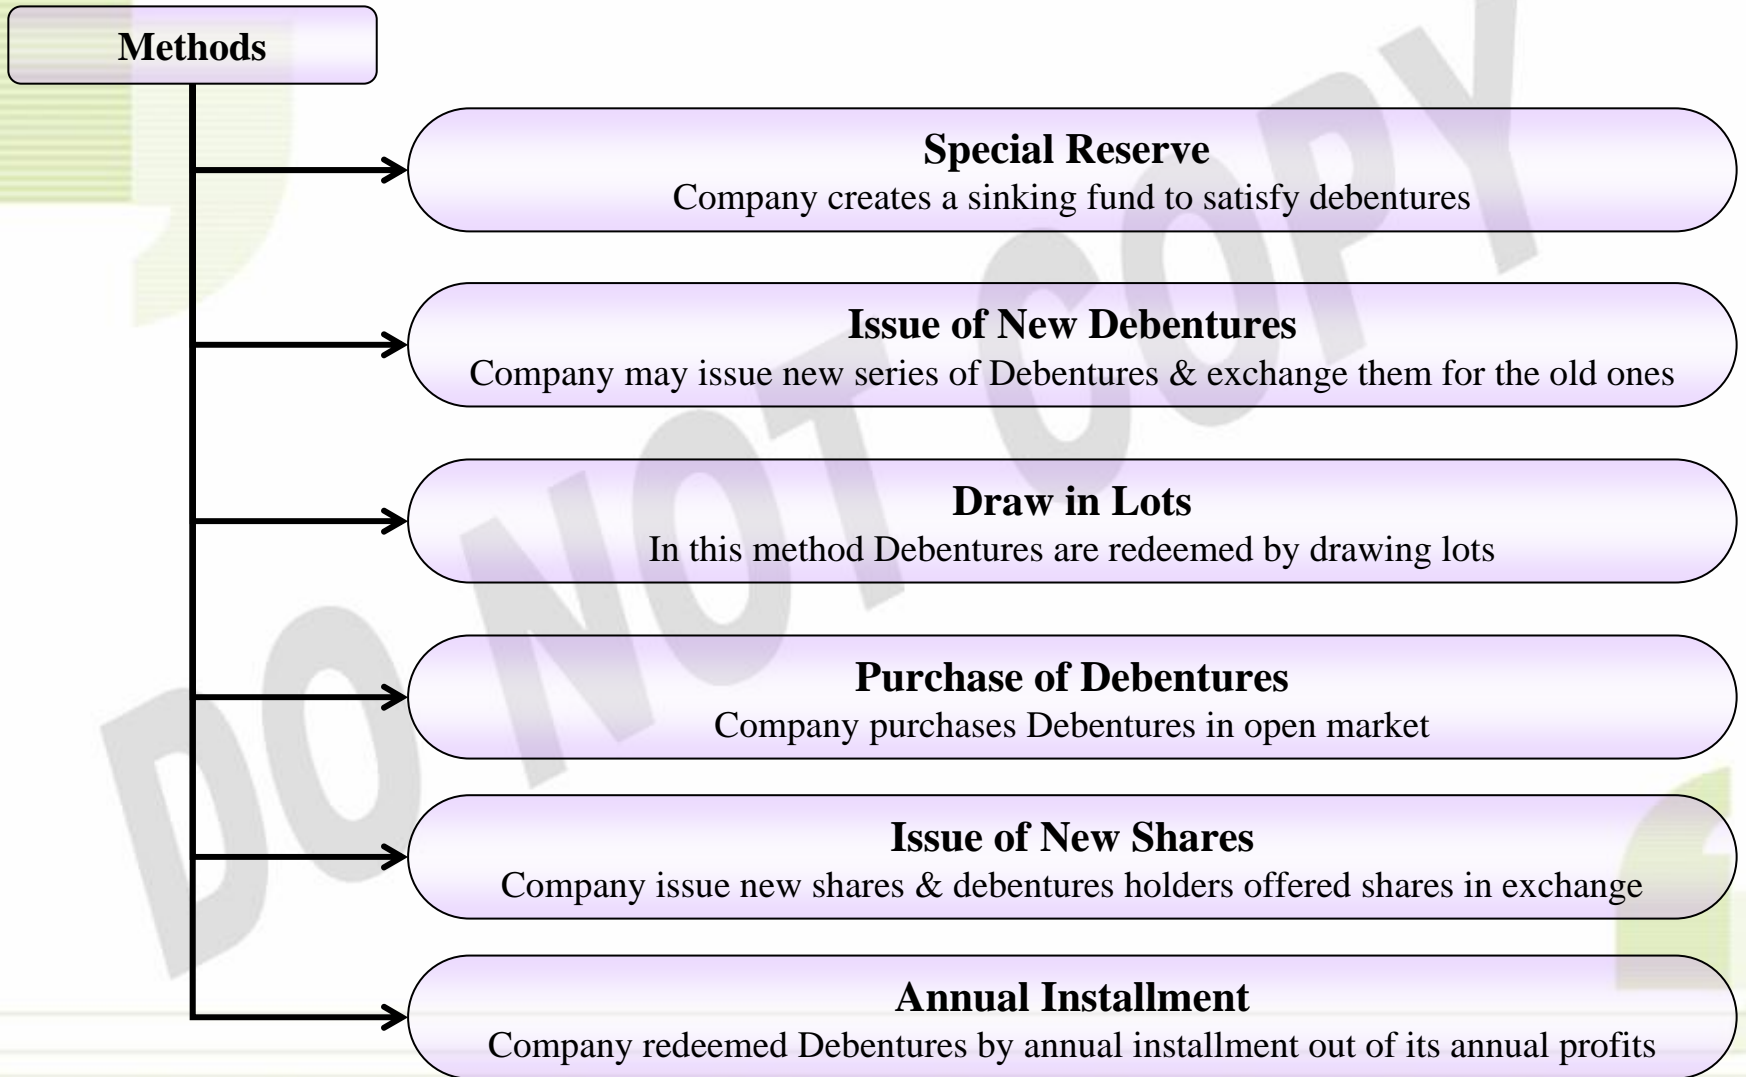 Methods
Special Reserve
Company creates a sinking fund to satisfy debentures
Issue of New Debentures
Company may issue new series of Debentures & exchange them for the old ones
Draw in Lots
In this method Debentures are redeemed by drawing lots
Purchase of Debentures
Company purchases Debentures in open market
Issue of New Shares
Company issue new shares & debentures holders offered shares in exchange
Annual Installment
Company redeemed Debentures by annual installment out of its annual profits
DO NOT COPY